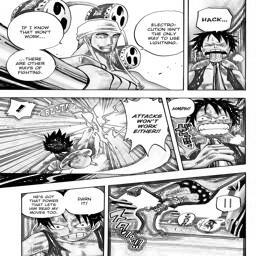 HACK...
ELECTRO-
CUTION ISN'T
THE ONLY
WAY TO USE
LIGHTNING.
IF I KNOW
THAT WON'T
WORK...
THERE ARE
OTHER
WAYS OF
FIGHTING.
HMPH!
ATTACKS
WON'T
WORK
EITHER!!
!!
DARN
IT!
HE'S GOT
THAT POWER
THAT LETS
HIM READ MY
MOVES TOO.